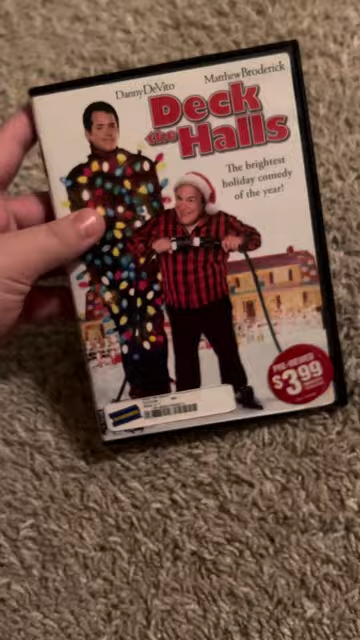 Danny DeVito Matthew Broderick
Deck
the Halls
The brightest
holiday comedy
of the year!
PRE-VIEWED
$3.99